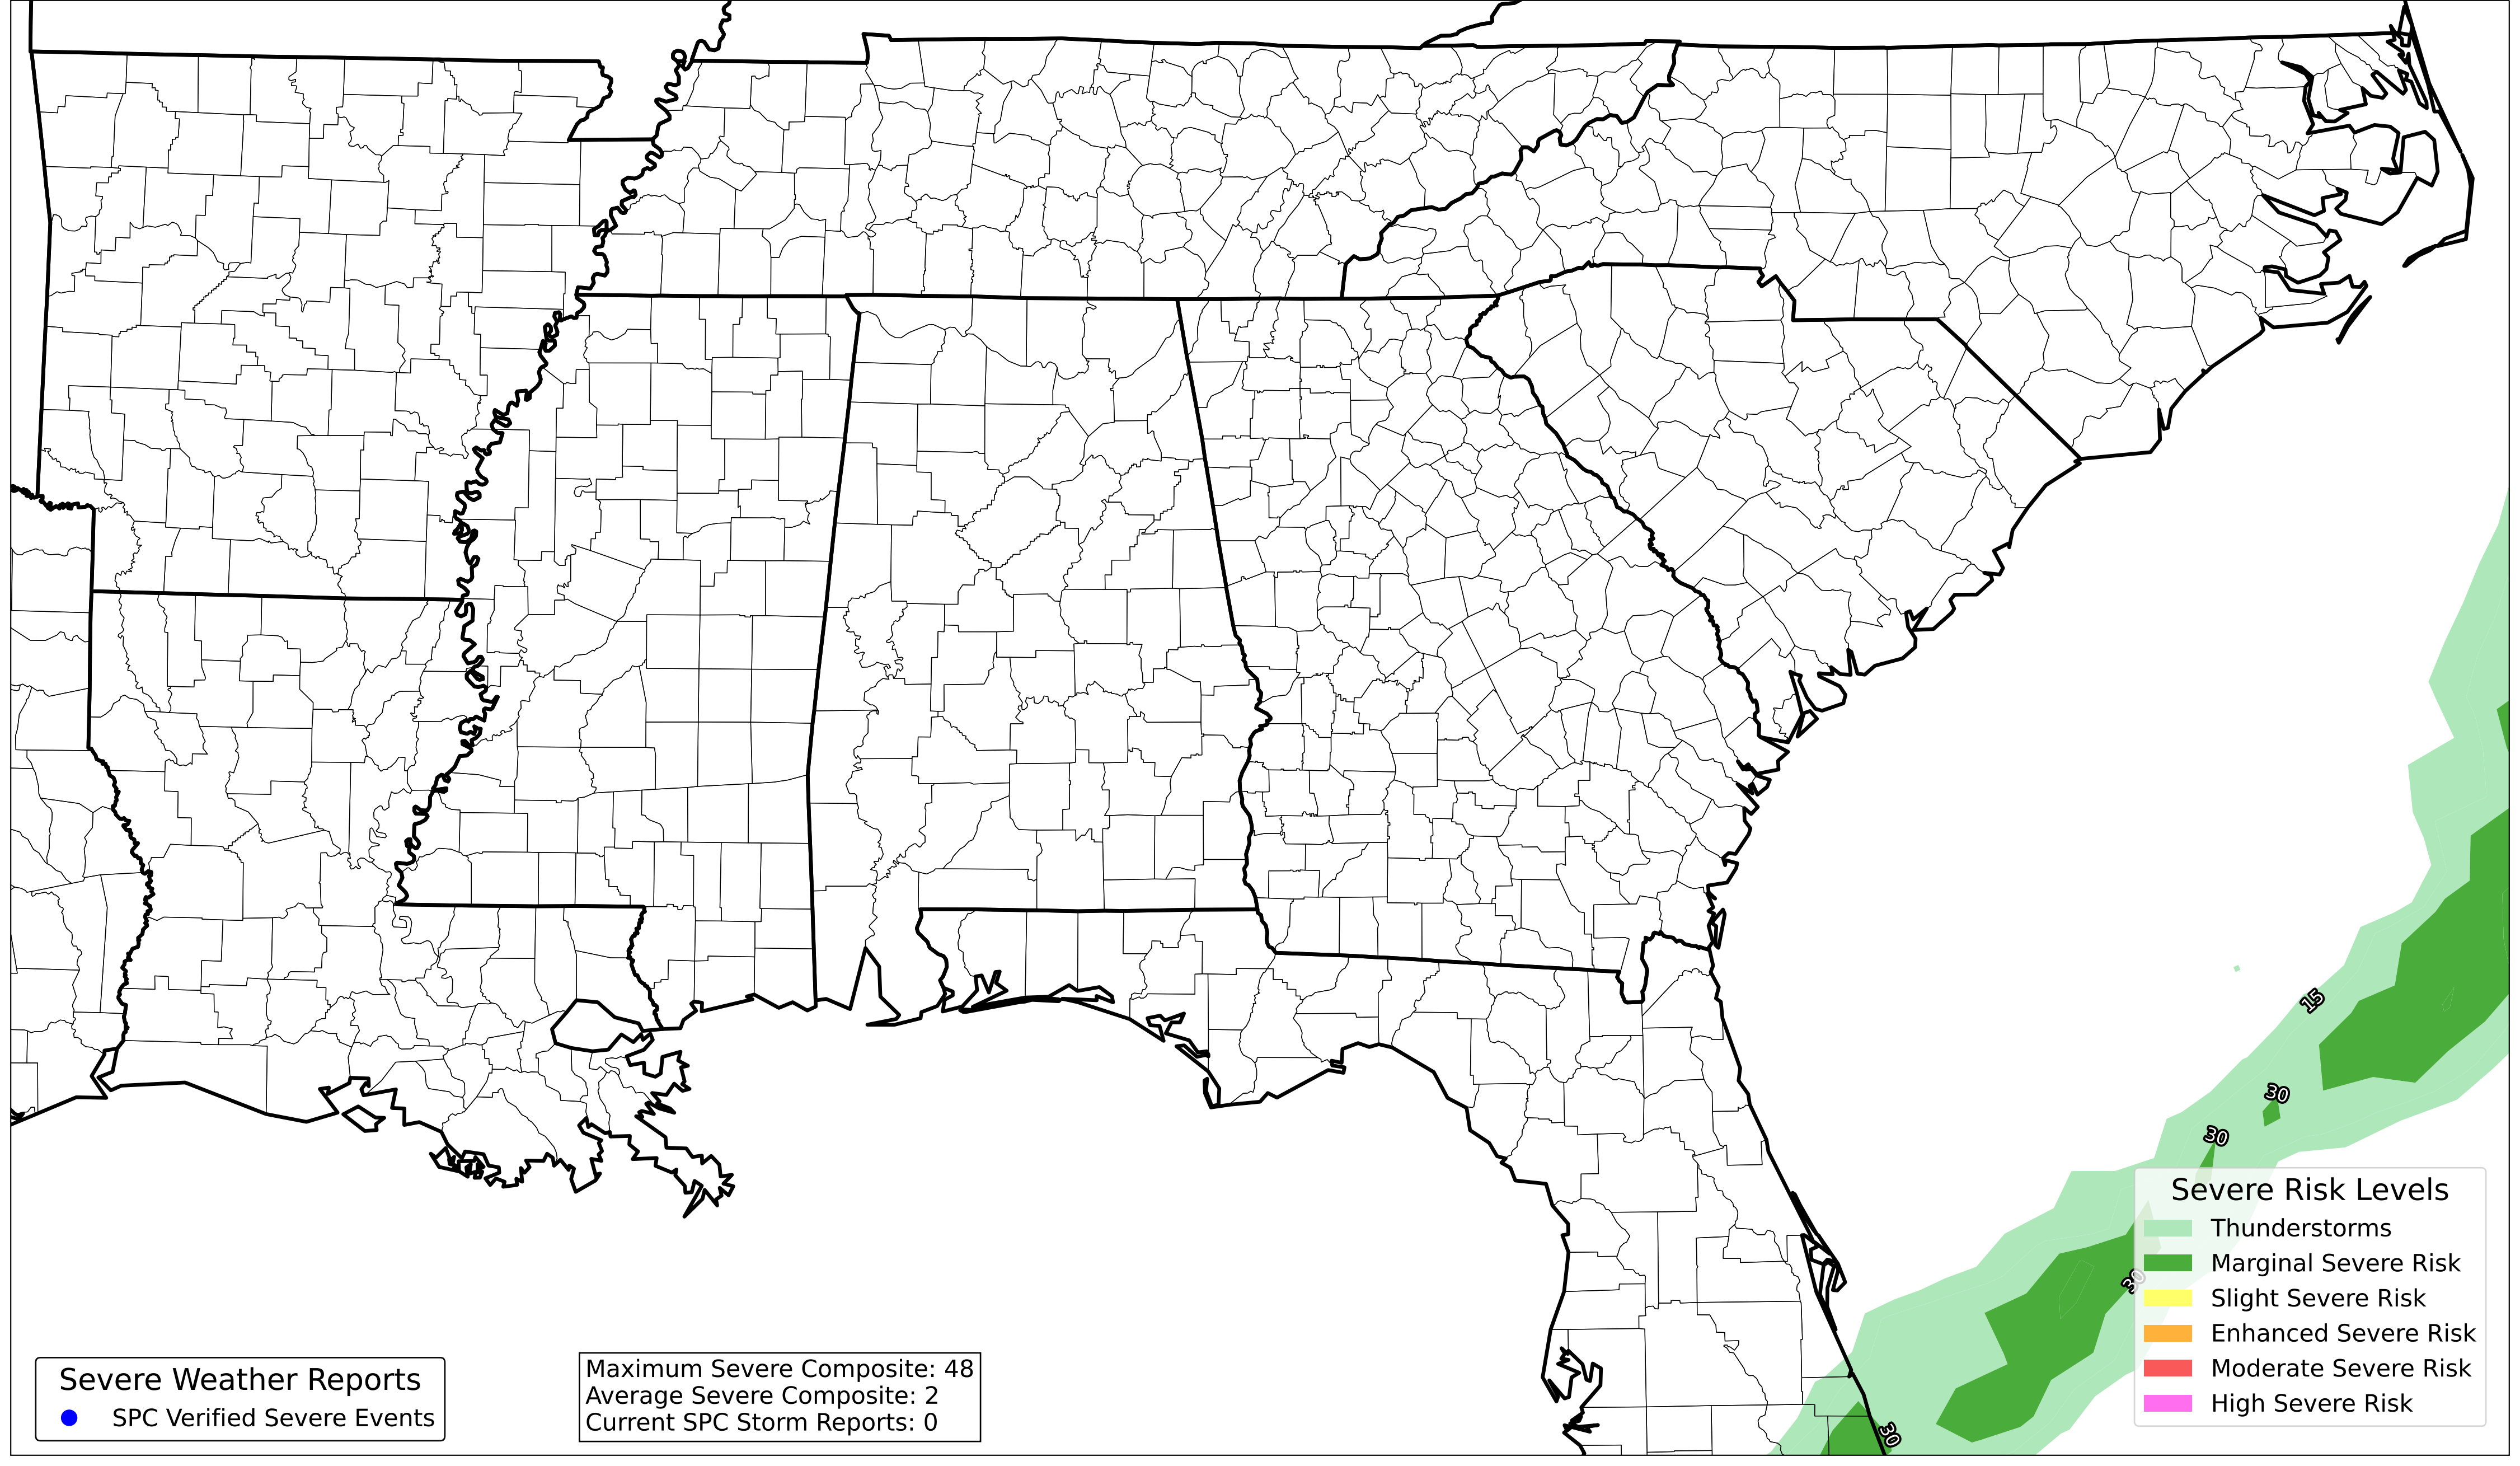 15
30
30
30
30
Severe Risk Levels
Thunderstorms
Marginal Severe Risk
Slight Severe Risk
Enhanced Severe Risk
Moderate Severe Risk
High Severe Risk
Severe Weather Reports
SPC Verified Severe Events
Maximum Severe Composite: 48
Average Severe Composite: 2
Current SPC Storm Reports: 0